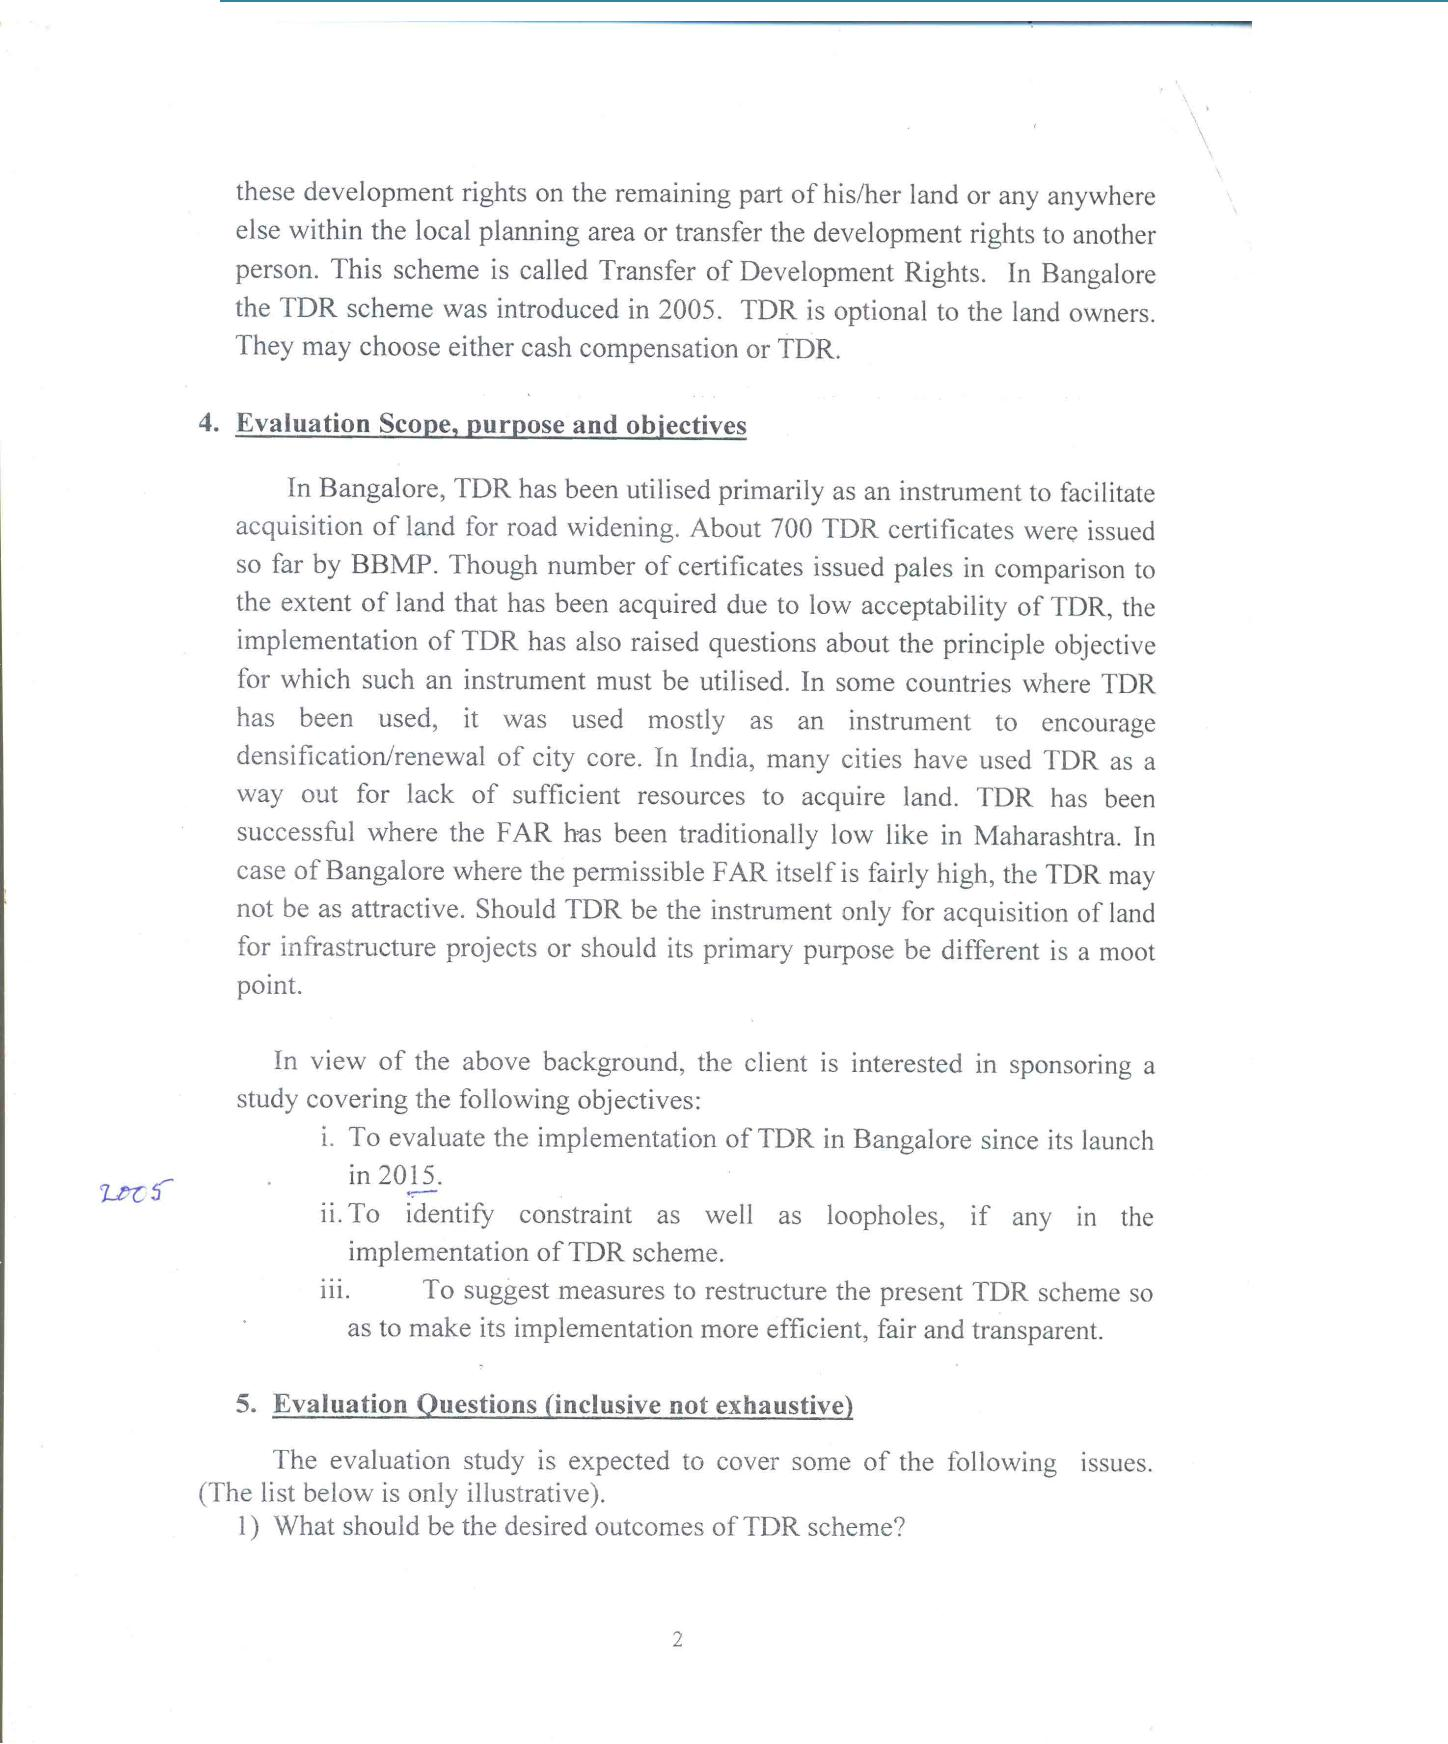 these development rights on the remaining part of his/her land or any anywhere
else within the local planning area or transfer the development rights to another
person. This scheme is called Transfer of Development Rights. In Bangalore
the TDR scheme was introduced in 2005. TDR is optional to the land owners.
They may choose either cash compensation or TDR.
4. Evaluation Scope, purpose and objectives
In Bangalore, TDR has been utilised primarily as an instrument to facilitate
acquisition of land for road widening. About 700 TDR certificates were issued
so far by BBMP. Though number of certificates issued pales in comparison to
the extent of land that has been acquired due to low acceptability of TDR, the
implementation of TDR has also raised questions about the principle objective
for which such an instrument must be utilised. In some countries where TDR
has been used, it was used mostly as an instrument to encourage
densification/renewal of city core. In India, many cities have used TDR as a
way out for lack of sufficient resources to acquire land. TDR has been
successful where the FAR has been traditionally low like in Maharashtra. In
case of Bangalore where the permissible FAR itself is fairly high, the TDR may
not be as attractive. Should TDR be the instrument only for acquisition of land
for infrastructure projects or should its primary purpose be different is a moot
point.
In view of the above background, the client is interested in sponsoring a
study covering the following objectives:
i. To evaluate the implementation of TDR in Bangalore since its launch
in 2015.
2005
ii. To identify constraint as well as loopholes, if any in the
implementation of TDR scheme.
iii. To suggest measures to restructure the present TDR scheme so
as to make its implementation more efficient, fair and transparent.
5. Evaluation Questions (inclusive not exhaustive)
The evaluation study is expected to cover some of the following issues.
(The list below is only illustrative).
1) What should be the desired outcomes of TDR scheme?
2